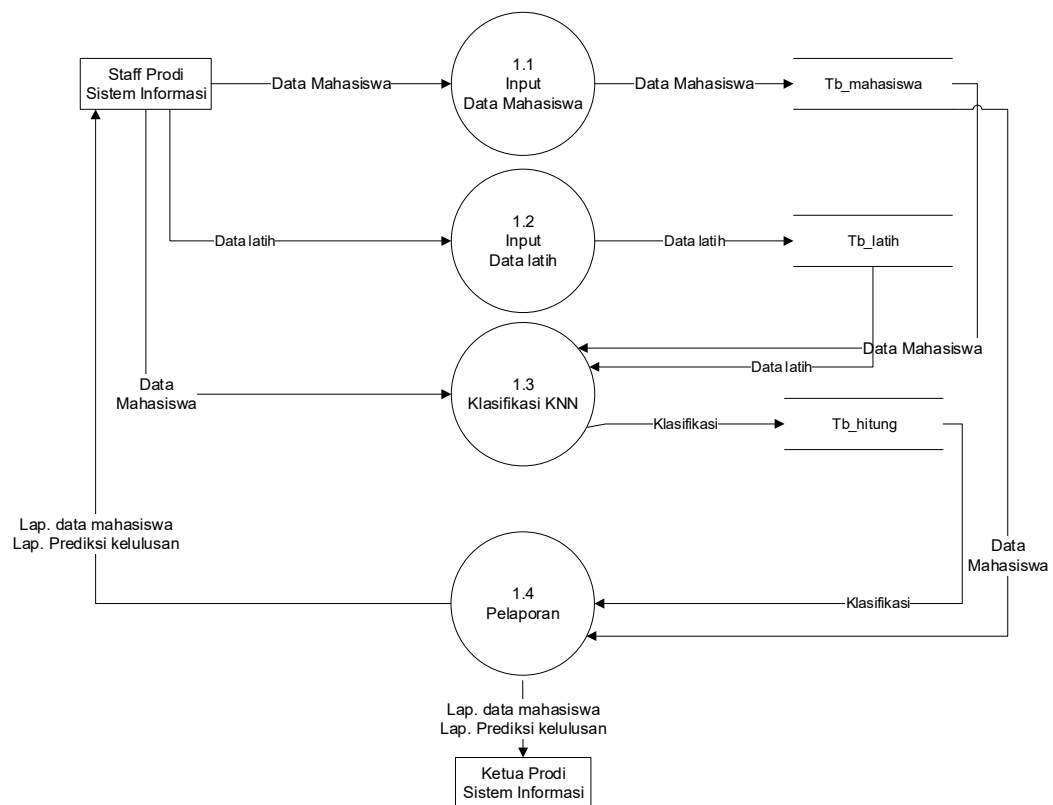 1.1
Input
Data Mahasiswa
Staff Prodi
Sistem Informasi
Data Mahasiswa
Data Mahasiswa
Tb_mahasiswa
1.2
Input
Data latih
Data latih
Data latih
Tb_latih
Data Mahasiswa
Data latih
Data
Mahasiswa
1.3
Klasifikasi KNN
Klasifikasi
Tb_hitung
Lap. data mahasiswa
Lap. Prediksi kelulusan
Data
Mahasiswa
1.4
Pelaporan
Klasifikasi
Lap. data mahasiswa
Lap. Prediksi kelulusan
Ketua Prodi
Sistem Informasi